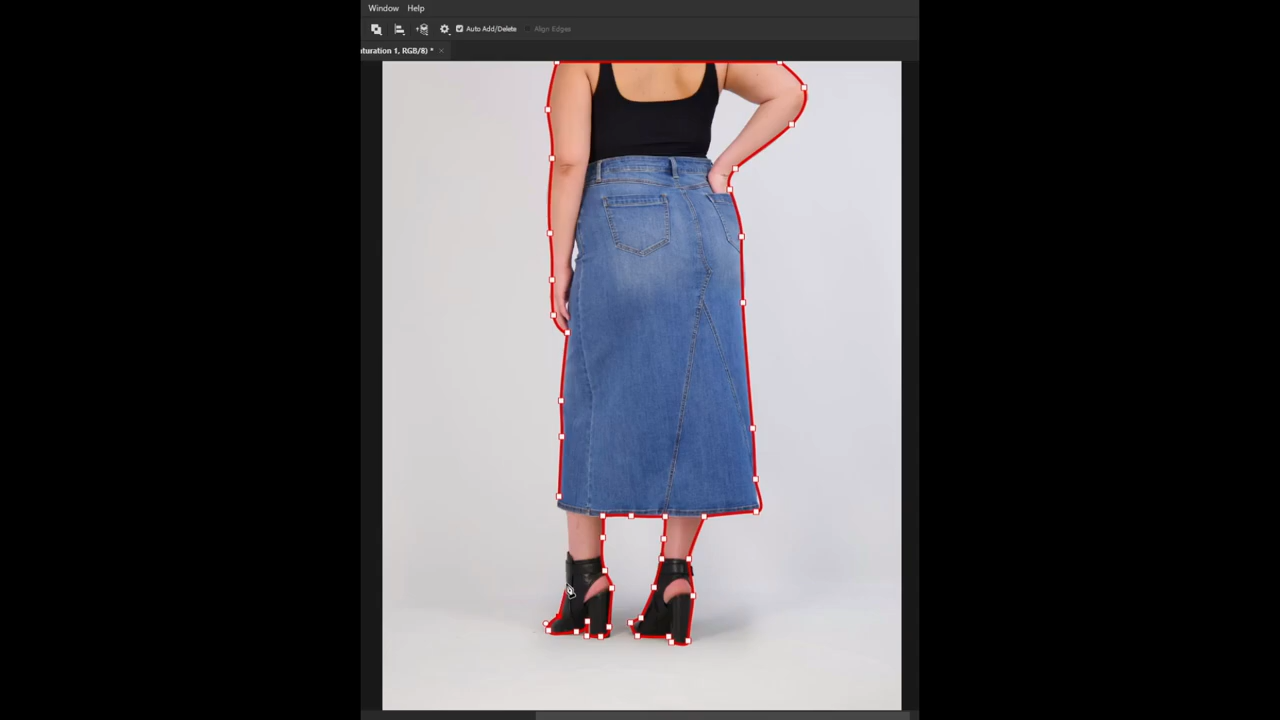 Window Help
Auto Add/Delete Align Edges
turation 1, RGB/8) * ×